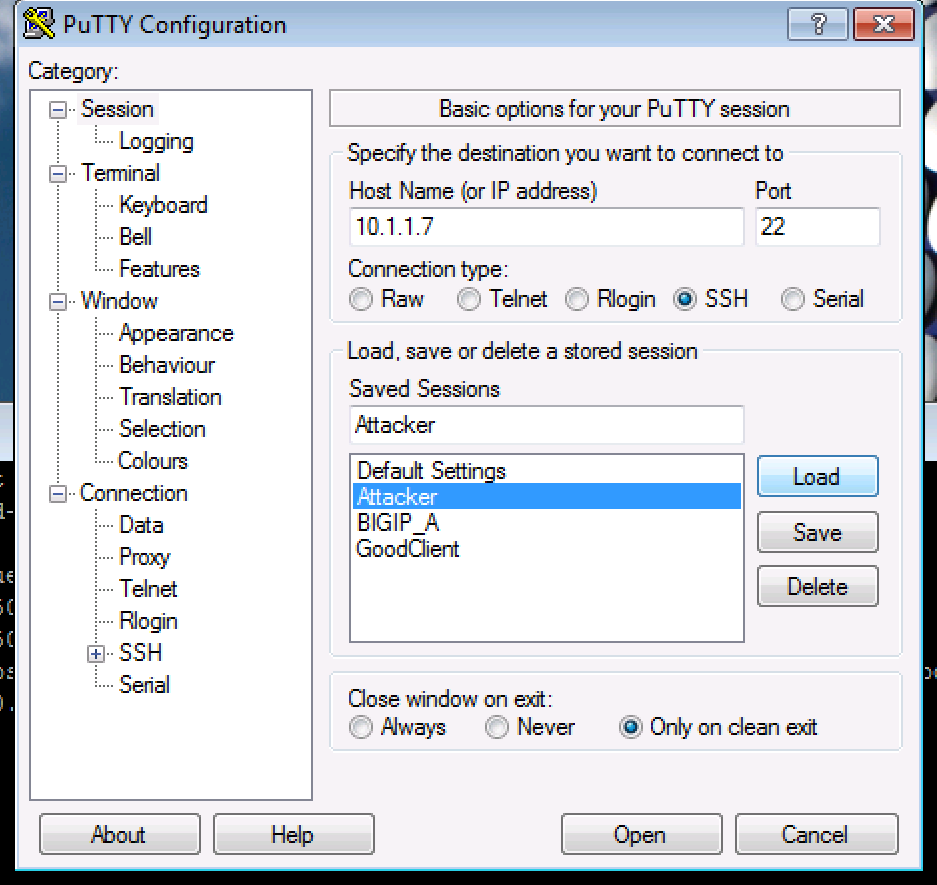 PuTTY Configuration
Category:
Session
Logging
Terminal
Keyboard
Bell
Features
Window
Appearance
Behaviour
Translation
Selection
Colours
Connection
Data
Proxy
Telnet
Rlogin
SSH
Serial
Basic options for your PuTTY session
Specify the destination you want to connect to
Host Name (or IP address) Port
10.1.1.7 22
Connection type:
Raw Telnet Rlogin SSH Serial
Load, save or delete a stored session
Saved Sessions
Attacker
Default Settings
Attacker
BIGIP_A
GoodClient
Load
Save
Delete
Close window on exit:
Always Never Only on clean exit
About Help Open Cancel